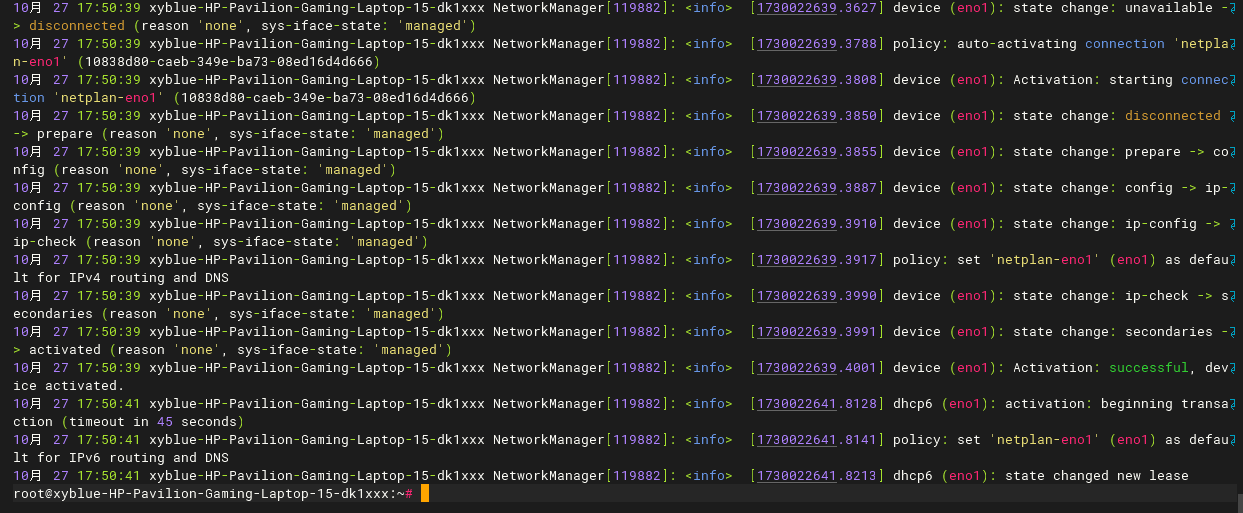 10月 27 17:50:39 xyblue-HP-Pavilion-Gaming-Laptop-15-dk1xxx NetworkManager[119882]: <info>  [1730022639.3627] device (eno1): state change: unavailable -
> disconnected (reason 'none', sys-iface-state: 'managed')
10月 27 17:50:39 xyblue-HP-Pavilion-Gaming-Laptop-15-dk1xxx NetworkManager[119882]: <info>  [1730022639.3788] policy: auto-activating connection 'netpla
n-eno1' (10838d80-caeb-349e-ba73-08ed16d4d666)
10月 27 17:50:39 xyblue-HP-Pavilion-Gaming-Laptop-15-dk1xxx NetworkManager[119882]: <info>  [1730022639.3808] device (eno1): Activation: starting connec
tion 'netplan-eno1' (10838d80-caeb-349e-ba73-08ed16d4d666)
10月 27 17:50:39 xyblue-HP-Pavilion-Gaming-Laptop-15-dk1xxx NetworkManager[119882]: <info>  [1730022639.3850] device (eno1): state change: disconnected
-> prepare (reason 'none', sys-iface-state: 'managed')
10月 27 17:50:39 xyblue-HP-Pavilion-Gaming-Laptop-15-dk1xxx NetworkManager[119882]: <info>  [1730022639.3855] device (eno1): state change: prepare -> co
nfig (reason 'none', sys-iface-state: 'managed')
10月 27 17:50:39 xyblue-HP-Pavilion-Gaming-Laptop-15-dk1xxx NetworkManager[119882]: <info>  [1730022639.3887] device (eno1): state change: config -> ip-
config (reason 'none', sys-iface-state: 'managed')
10月 27 17:50:39 xyblue-HP-Pavilion-Gaming-Laptop-15-dk1xxx NetworkManager[119882]: <info>  [1730022639.3910] device (eno1): state change: ip-config ->
ip-check (reason 'none', sys-iface-state: 'managed')
10月 27 17:50:39 xyblue-HP-Pavilion-Gaming-Laptop-15-dk1xxx NetworkManager[119882]: <info>  [1730022639.3917] policy: set 'netplan-eno1' (eno1) as defau
lt for IPv4 routing and DNS
10月 27 17:50:39 xyblue-HP-Pavilion-Gaming-Laptop-15-dk1xxx NetworkManager[119882]: <info>  [1730022639.3990] device (eno1): state change: ip-check -> s
econdaries (reason 'none', sys-iface-state: 'managed')
10月 27 17:50:39 xyblue-HP-Pavilion-Gaming-Laptop-15-dk1xxx NetworkManager[119882]: <info>  [1730022639.3991] device (eno1): state change: secondaries -
> activated (reason 'none', sys-iface-state: 'managed')
10月 27 17:50:39 xyblue-HP-Pavilion-Gaming-Laptop-15-dk1xxx NetworkManager[119882]: <info>  [1730022639.4001] device (eno1): Activation: successful, dev
ice activated.
10月 27 17:50:41 xyblue-HP-Pavilion-Gaming-Laptop-15-dk1xxx NetworkManager[119882]: <info>  [1730022641.8128] dhcp6 (eno1): activation: beginning transa
ction (timeout in 45 seconds)
10月 27 17:50:41 xyblue-HP-Pavilion-Gaming-Laptop-15-dk1xxx NetworkManager[119882]: <info>  [1730022641.8141] policy: set 'netplan-eno1' (eno1) as defau
lt for IPv6 routing and DNS
10月 27 17:50:41 xyblue-HP-Pavilion-Gaming-Laptop-15-dk1xxx NetworkManager[119882]: <info>  [1730022641.8213] dhcp6 (eno1): state changed new lease
root@xyblue-HP-Pavilion-Gaming-Laptop-15-dk1xxx:~#